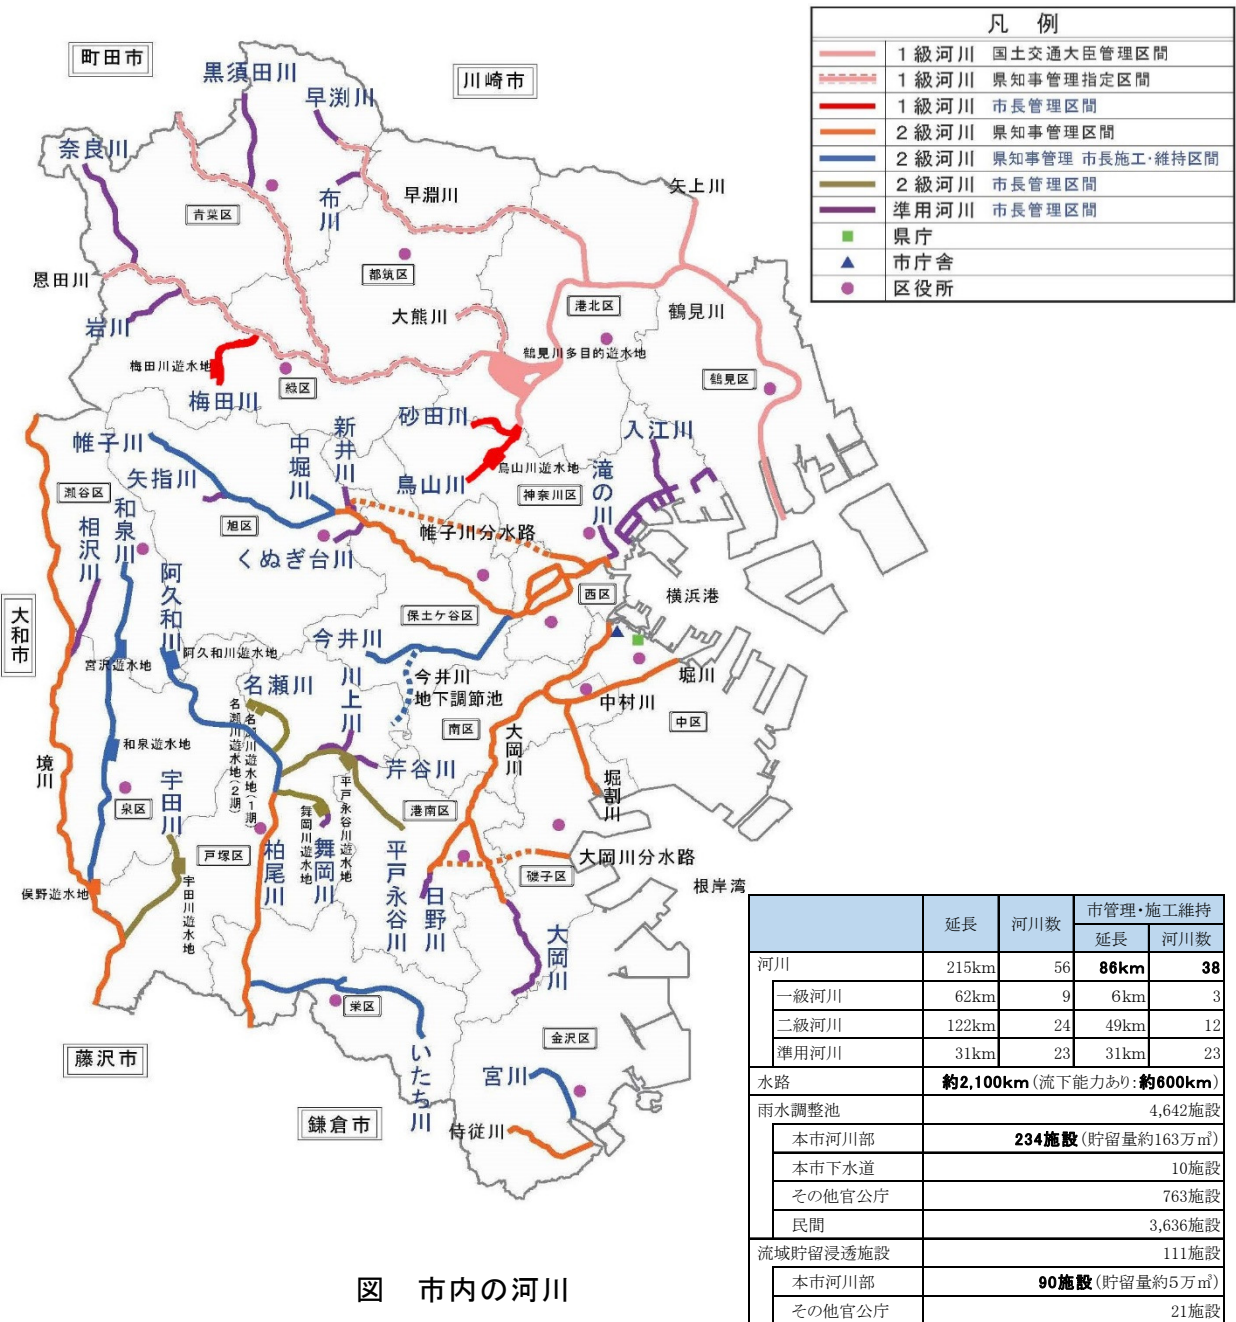 凡 例
1級河川 国土交通大臣管理区間
1級河川 県知事管理指定区間
1級河川 市長管理区間
2級河川 県知事管理区間
2級河川 県知事管理 市長施工・維持区間
2級河川 市長管理区間
準用河川 市長管理区間
県庁
市庁舎
区役所
町田市
川崎市
黒須田川
早渕川
奈良川
布川
早淵川
矢上川
青葉区
都筑区
恩田川
岩川
大熊川
港北区
鶴見川
鶴見川多目的遊水地
梅田川遊水地
緑区
鶴見区
梅田川
砂田川
鳥山川
鳥山川遊水地
入江川
帷子川
矢指川
中堀川
新井川
神奈川区
滝の川
瀬谷区
旭区
和泉川
相沢川
くぬぎ台川
帷子川分水路
阿久和川
西区
横浜港
保土ケ谷区
大和市
今井川
宮沢遊水地
阿久和川遊水地
名瀬川
川上川
今井川
地下調節池
堀川
中村川
中区
南区
名瀬川遊水地(2期)
名瀬川遊水地(1期)
大岡川
和泉遊水地
境川
宇田川
芹谷川
堀割川
泉区
平戸永谷川遊水地
舞岡川遊水地
港南区
戸塚区
柏尾川
舞岡川
平戸永谷川
日野川
大岡川分水路
磯子区
根岸湾
俣野遊水地
宇田川遊水地
大岡川
栄区
金沢区
藤沢市
いたち川
宮川
鎌倉市
侍従川
延長 河川数 市管理・施工維持
延長 河川数
河川 215km 56 86km 38
一級河川 62km 9 6km 3
二級河川 122km 24 49km 12
準用河川 31km 23 31km 23
水路 約2,100km(流下能力あり:約600km)
雨水調整池 4,642施設
本市河川部 234施設(貯留量約163万㎥)
本市下水道 10施設
その他官公庁 763施設
民間 3,636施設
流域貯留浸透施設 111施設
本市河川部 90施設(貯留量約5万㎥)
その他官公庁 21施設
図 市内の河川